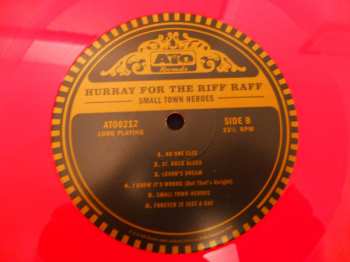 ATO
Records
HURRAY FOR THE RIFF RAFF
SMALL TOWN HEROES
ATO0212
LONG PLAYING
SIDE B
33⅓ RPM
1. NO ONE ELSE
2. ST. ROCH BLUES
3. LEVON'S DREAM
4. I KNOW IT'S WRONG (But That's Alright)
5. SMALL TOWN HEROES
6. FOREVER IS JUST A DAY